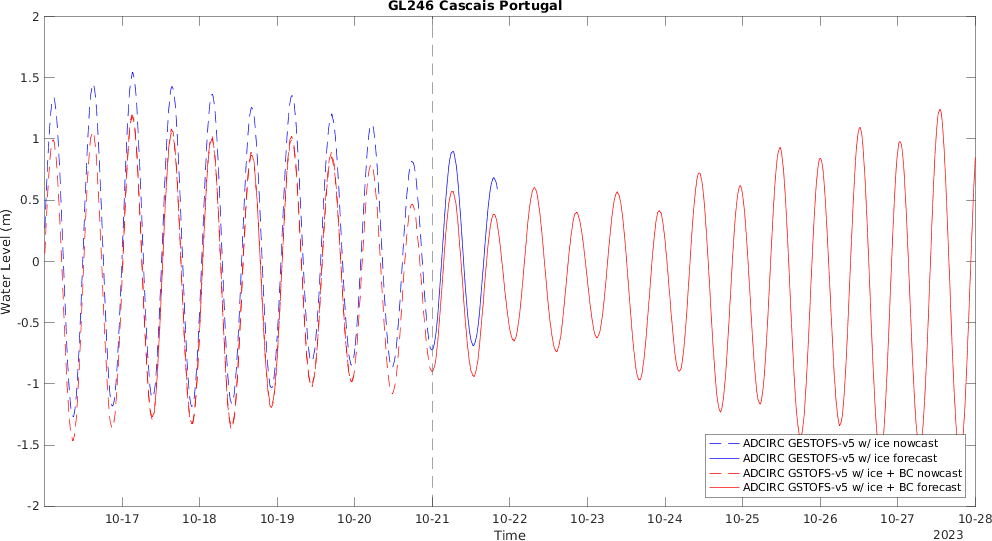 GL246 Cascais Portugal
2
1.5
1
0.5
0
-0.5
-1
-1.5
-2
Water Level (m)
ADCIRC GESTOFS-v5 w/ ice nowcast
ADCIRC GESTOFS-v5 w/ ice forecast
ADCIRC GSTOFS-v5 w/ ice + BC nowcast
ADCIRC GSTOFS-v5 w/ ice + BC forecast
10-17 10-18 10-19 10-20 10-21 10-22 10-23 10-24 10-25 10-26 10-27 10-28
Time
2023